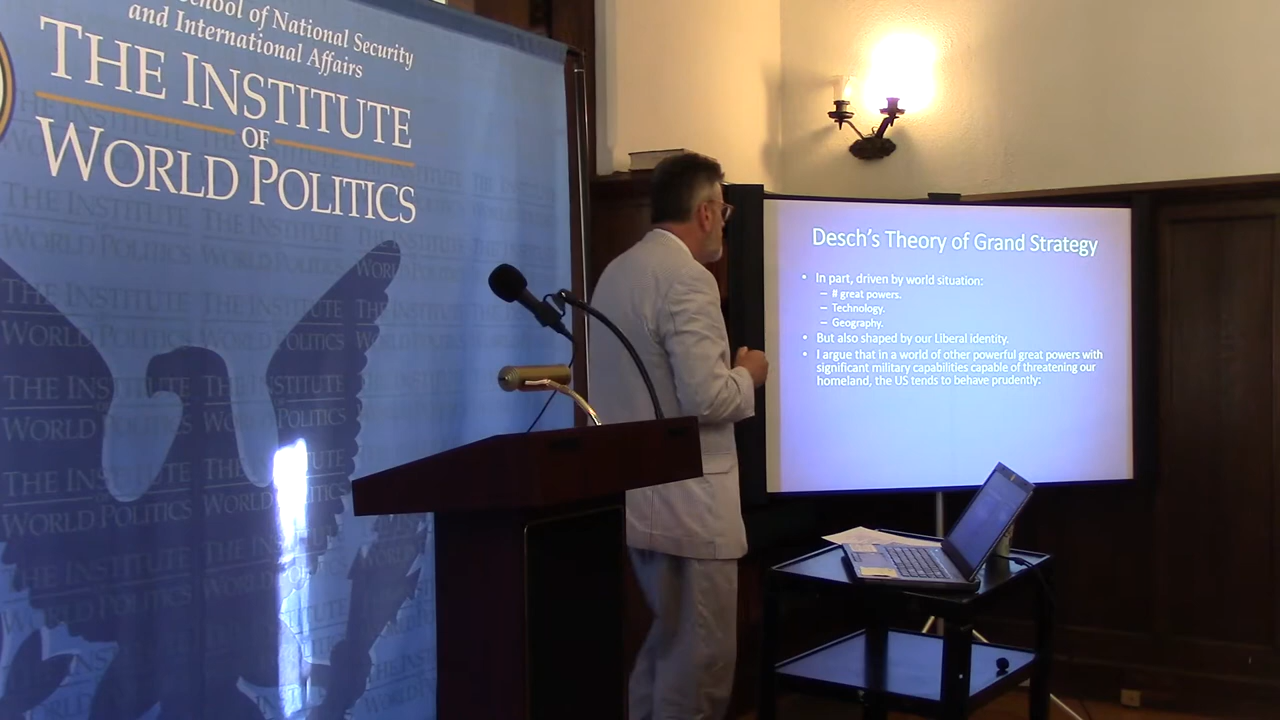 School of National Security
and International Affairs
THE INSTITUTE
OF
WORLD POLITICS
Desch's Theory of Grand Strategy
• In part, driven by world situation:
– # great powers.
– Technology.
– Geography.
• But also shaped by our Liberal identity.
• I argue that in a world of other powerful great powers with
significant military capabilities capable of threatening our
homeland, the US tends to behave prudently: